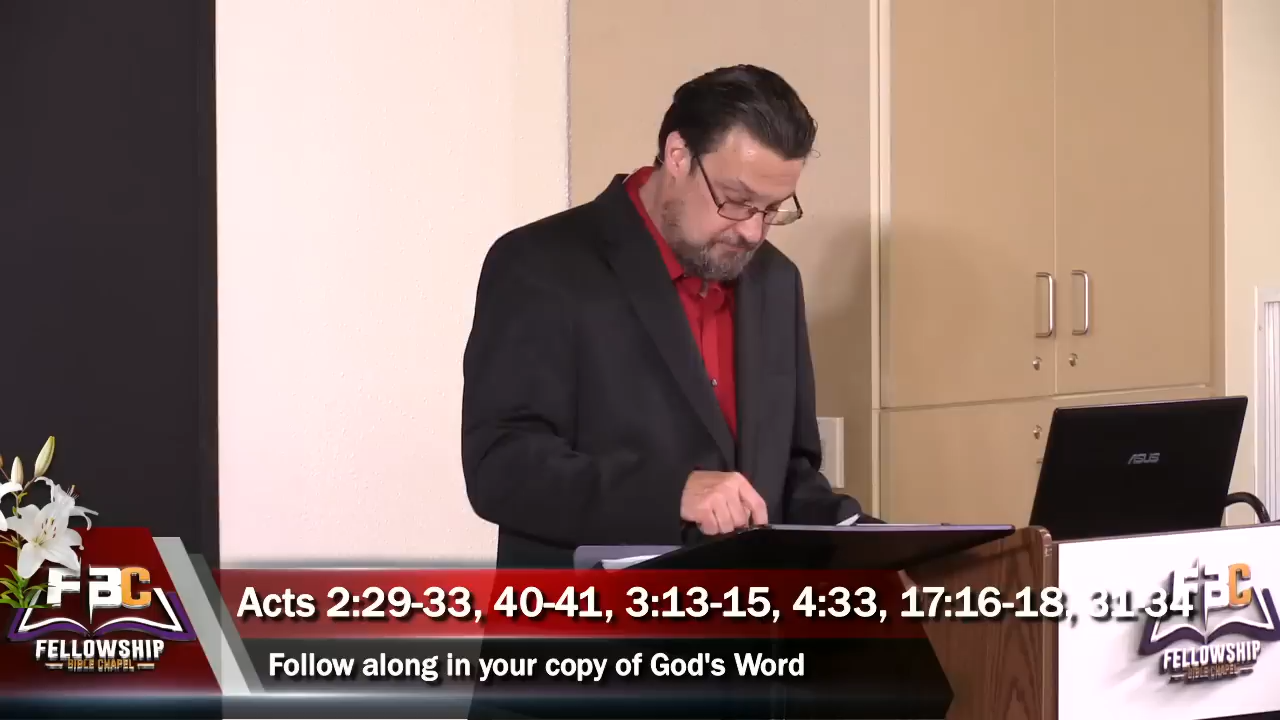 ASUS
Acts 2:29-33, 40-41, 3:13-15, 4:33, 17:16-18, 31-34
Follow along in your copy of God's Word
FBC
FELLOWSHIP
BIBLE CHAPEL
FBC
FELLOWSHIP
BIBLE CHAPEL